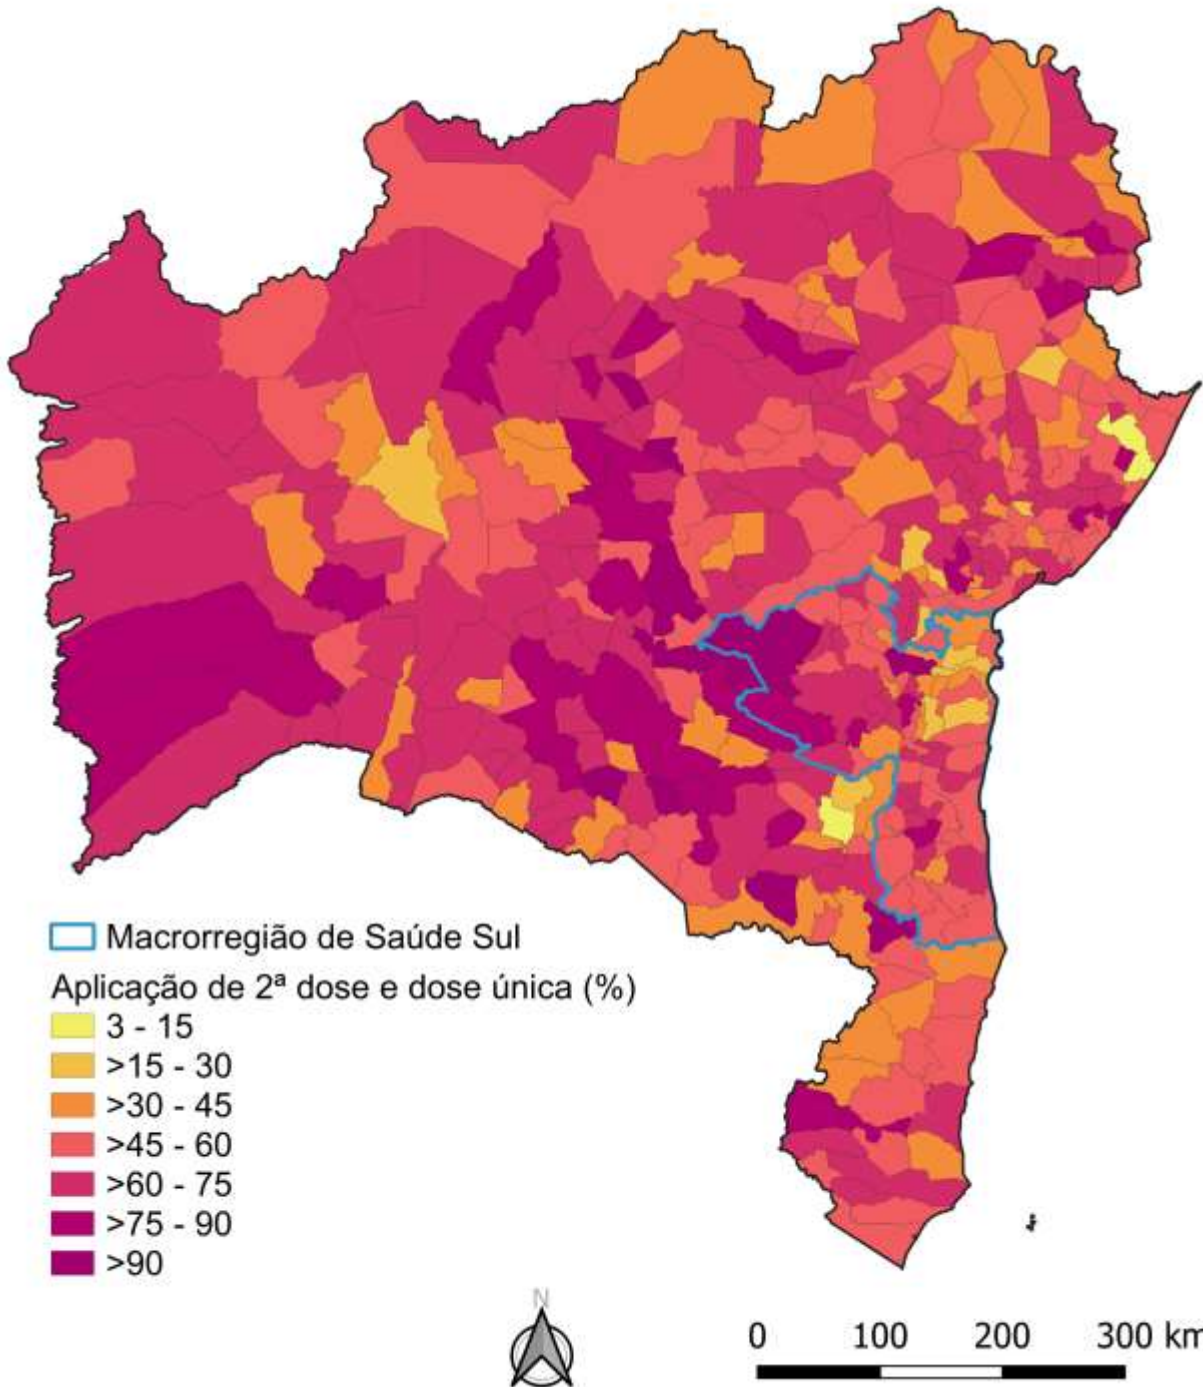 Macrorregião de Saúde Sul
Aplicação de 2ª dose e dose única (%)
3 - 15
>15 - 30
>30 - 45
>45 - 60
>60 - 75
>75 - 90
>90
N
0 100 200 300 km